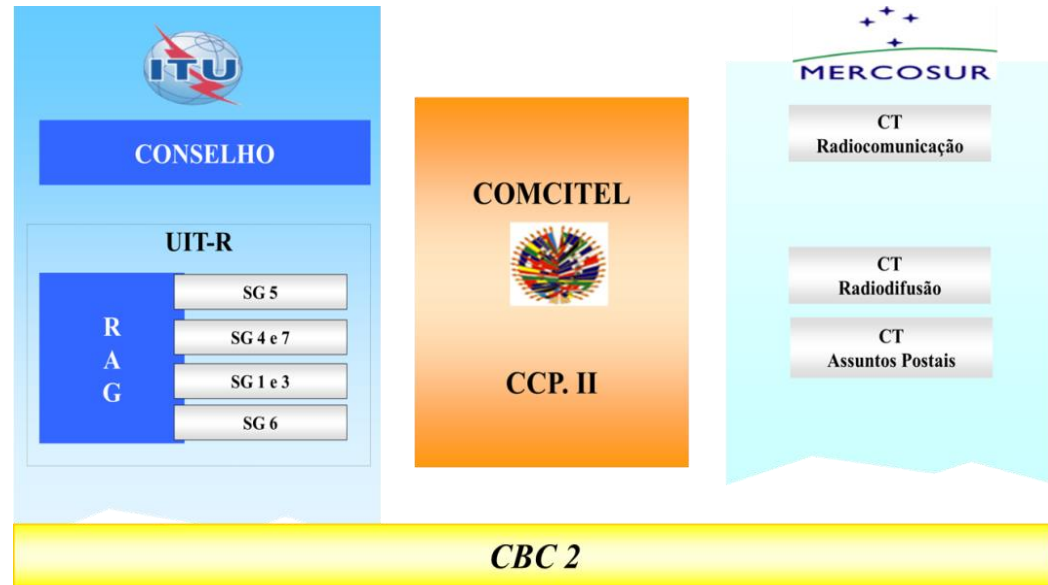 ITU
CONSELHO
UIT-R
R
A
G
SG 5
SG 4 e 7
SG 1 e 3
SG 6
COMCITEL
CCP. II
MERCOSUR
CT
Radiocomunicação
CT
Radiodifusão
CT
Assuntos Postais
CBC 2